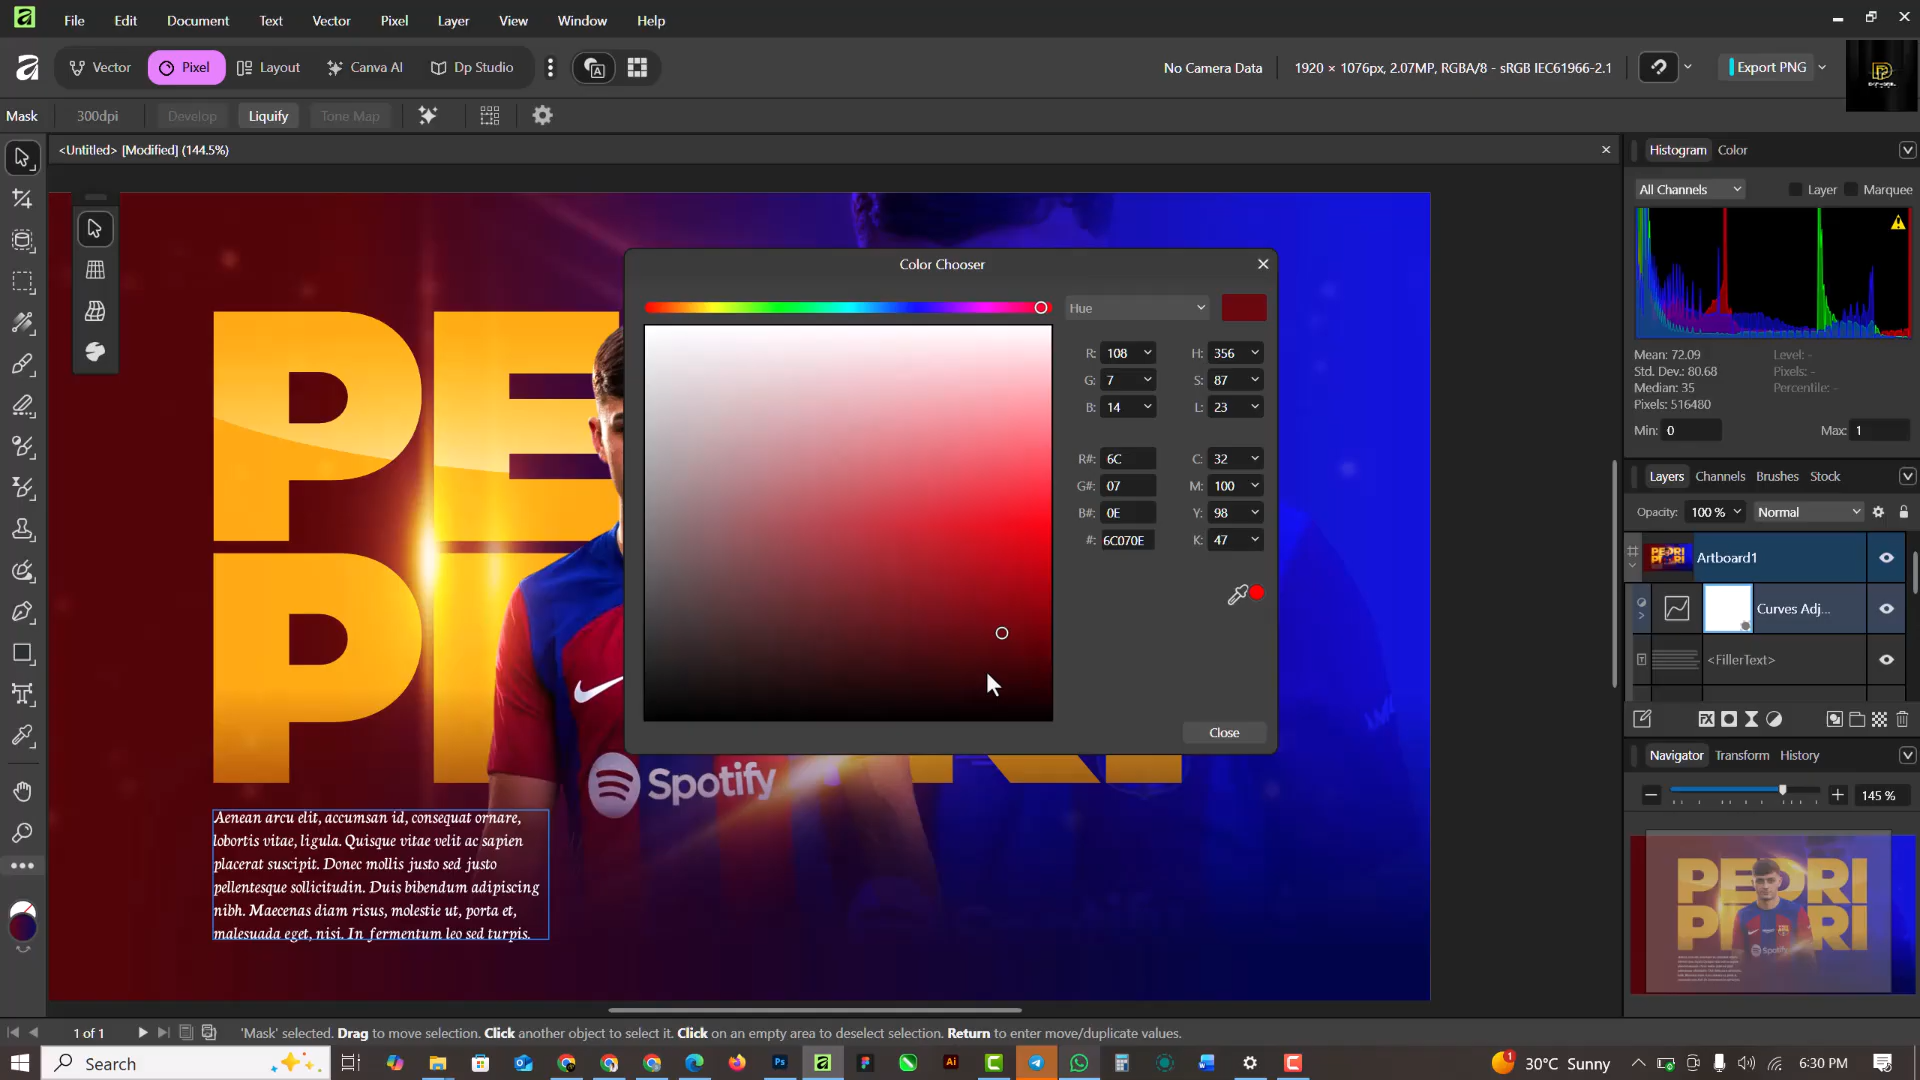 File Edit Document Text Vector Pixel Layer View Window Help
Vector Pixel Layout Canva AI Dp Studio
No Camera Data 1920 × 1076px, 2.07MP, RGBA/8 - sRGB IEC61966-2.1 Export PNG
Mask 300dpi Develop Liquify Tone Map
<Untitled> [Modified] (144.5%)
Histogram Color
All Channels Layer Marquee
Mean: 72.09 Level: -
Std. Dev.: 80.68 Pixels: -
Median: 35 Percentile: -
Pixels: 516480
Min: 0 Max: 1
Color Chooser
Hue
R: 108 H: 356
G: 7 S: 87
B: 14 L: 23
R#: 6C C: 32
G#: 07 M: 100
B#: 0E Y: 98
#: 6C070E K: 47
Close
PE
P
RI
Spotify
Aenean arcu elit, accumsan id, consequat ornare,
lobortis vitae, ligula. Quisque vitae velit ac sapien
placerat suscipit. Donec mollis justo sed justo
pellentesque sollicitudin. Duis bibendum adipiscing
nibh. Maecenas diam risus, molestie ut, porta et,
malesuada eget, nisi. In fermentum leo sed turpis.
Layers Channels Brushes Stock
Opacity: 100 % Normal
Artboard1
Curves Adj...
<FillerText>
Navigator Transform History
145 %
PEDRI
PEDRI
Spotify
1 of 1 'Mask' selected. Drag to move selection. Click another object to select it. Click on an empty area to deselect selection. Return to enter move/duplicate values.
Search 30°C Sunny 6:30 PM